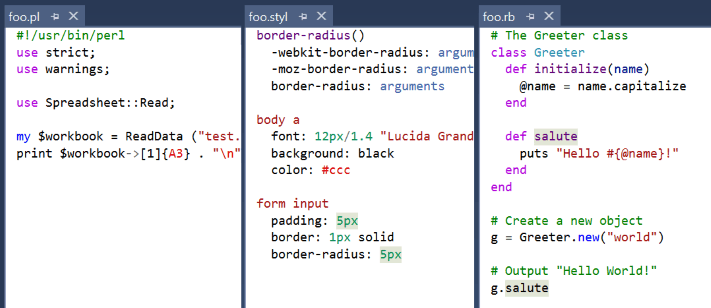 foo.pl
#!/usr/bin/perl
use strict;
use warnings;
use Spreadsheet::Read;
my $workbook = ReadData ("test.
print $workbook->[1]{A3} . "\n"
foo.styl
border-radius()
-webkit-border-radius: arguments
-moz-border-radius: argument
border-radius: arguments
body a
font: 12px/1.4 "Lucida Grand
background: black
color: #ccc
form input
padding: 5px
border: 1px solid
border-radius: 5px
foo.rb
# The Greeter class
class Greeter
def initialize(name)
@name = name.capitalize
end
def salute
puts "Hello #{@name}!"
end
end
# Create a new object
g = Greeter.new("world")
# Output "Hello World!"
g.salute